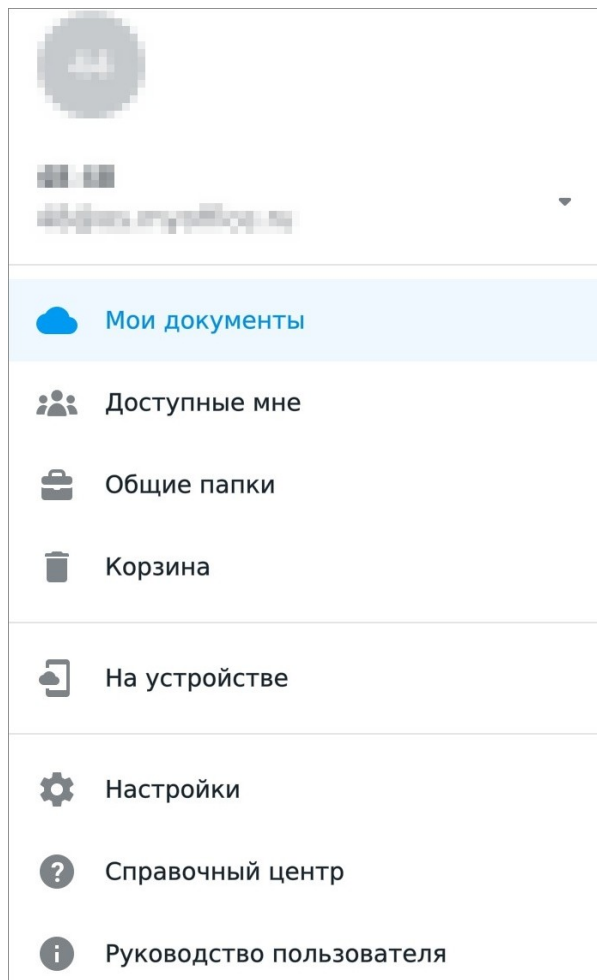 Мои документы
Доступные мне
Общие папки
Корзина
На устройстве
Настройки
Справочный центр
Руководство пользователя